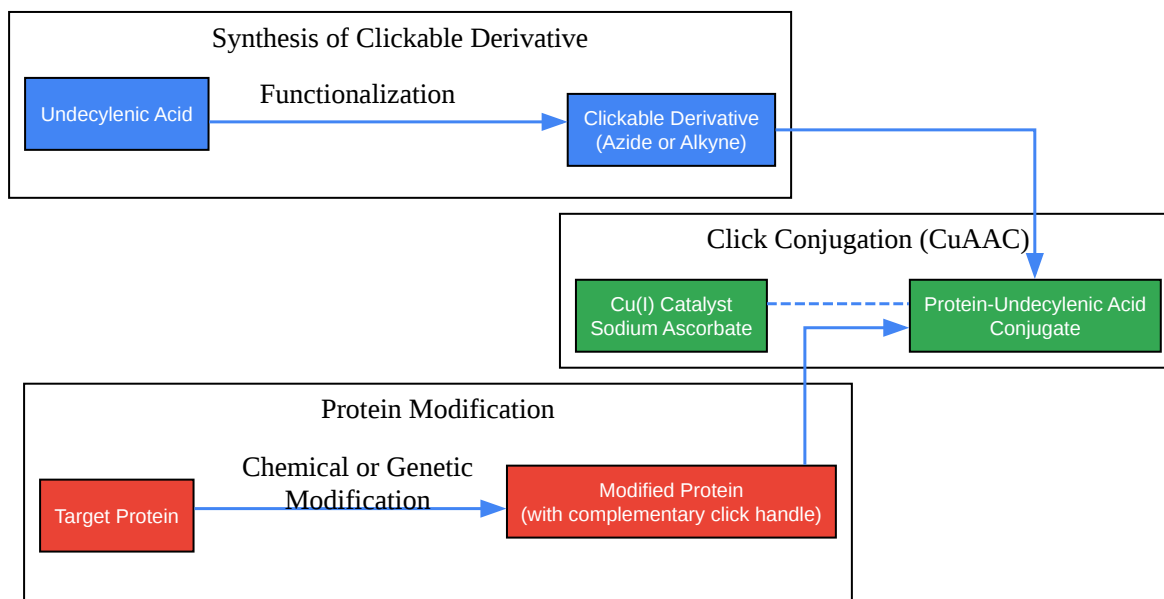 Synthesis of Clickable Derivative
Undecylenic Acid
Functionalization
Clickable Derivative
(Azide or Alkyne)
Click Conjugation (CuAAC)
Cu(I) Catalyst
Sodium Ascorbate
Protein-Undecylenic Acid
Conjugate
Protein Modification
Target Protein
Chemical or Genetic
Modification
Modified Protein
(with complementary click handle)